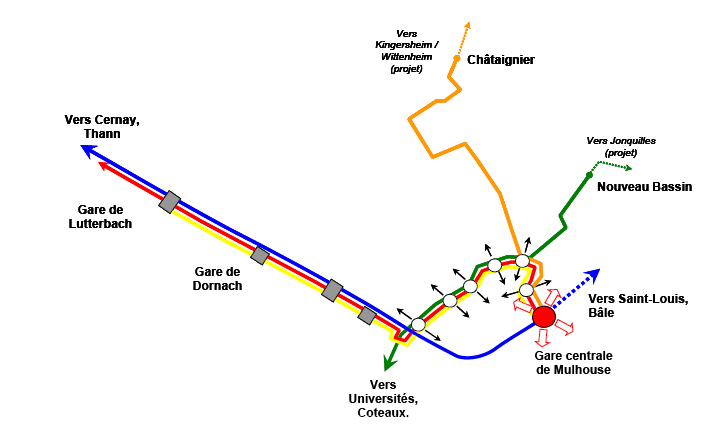 Vers
Kingersheim /
Wittenheim
(projet)
Châtaignier
Vers Cernay,
Thann
Vers Jonquilles
(projet)
Nouveau Bassin
Gare de
Lutterbach
Gare de
Dornach
Vers Saint-Louis,
Bâle
Gare centrale
de Mulhouse
Vers
Universités,
Coteaux.